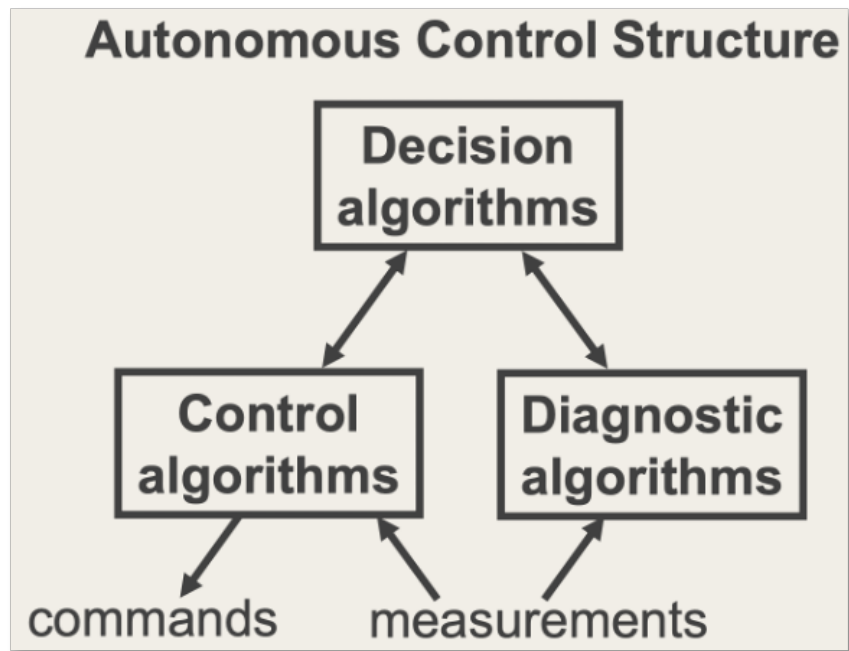 Autonomous Control Structure
Decision
algorithms
Control
algorithms
Diagnostic
algorithms
commands
measurements